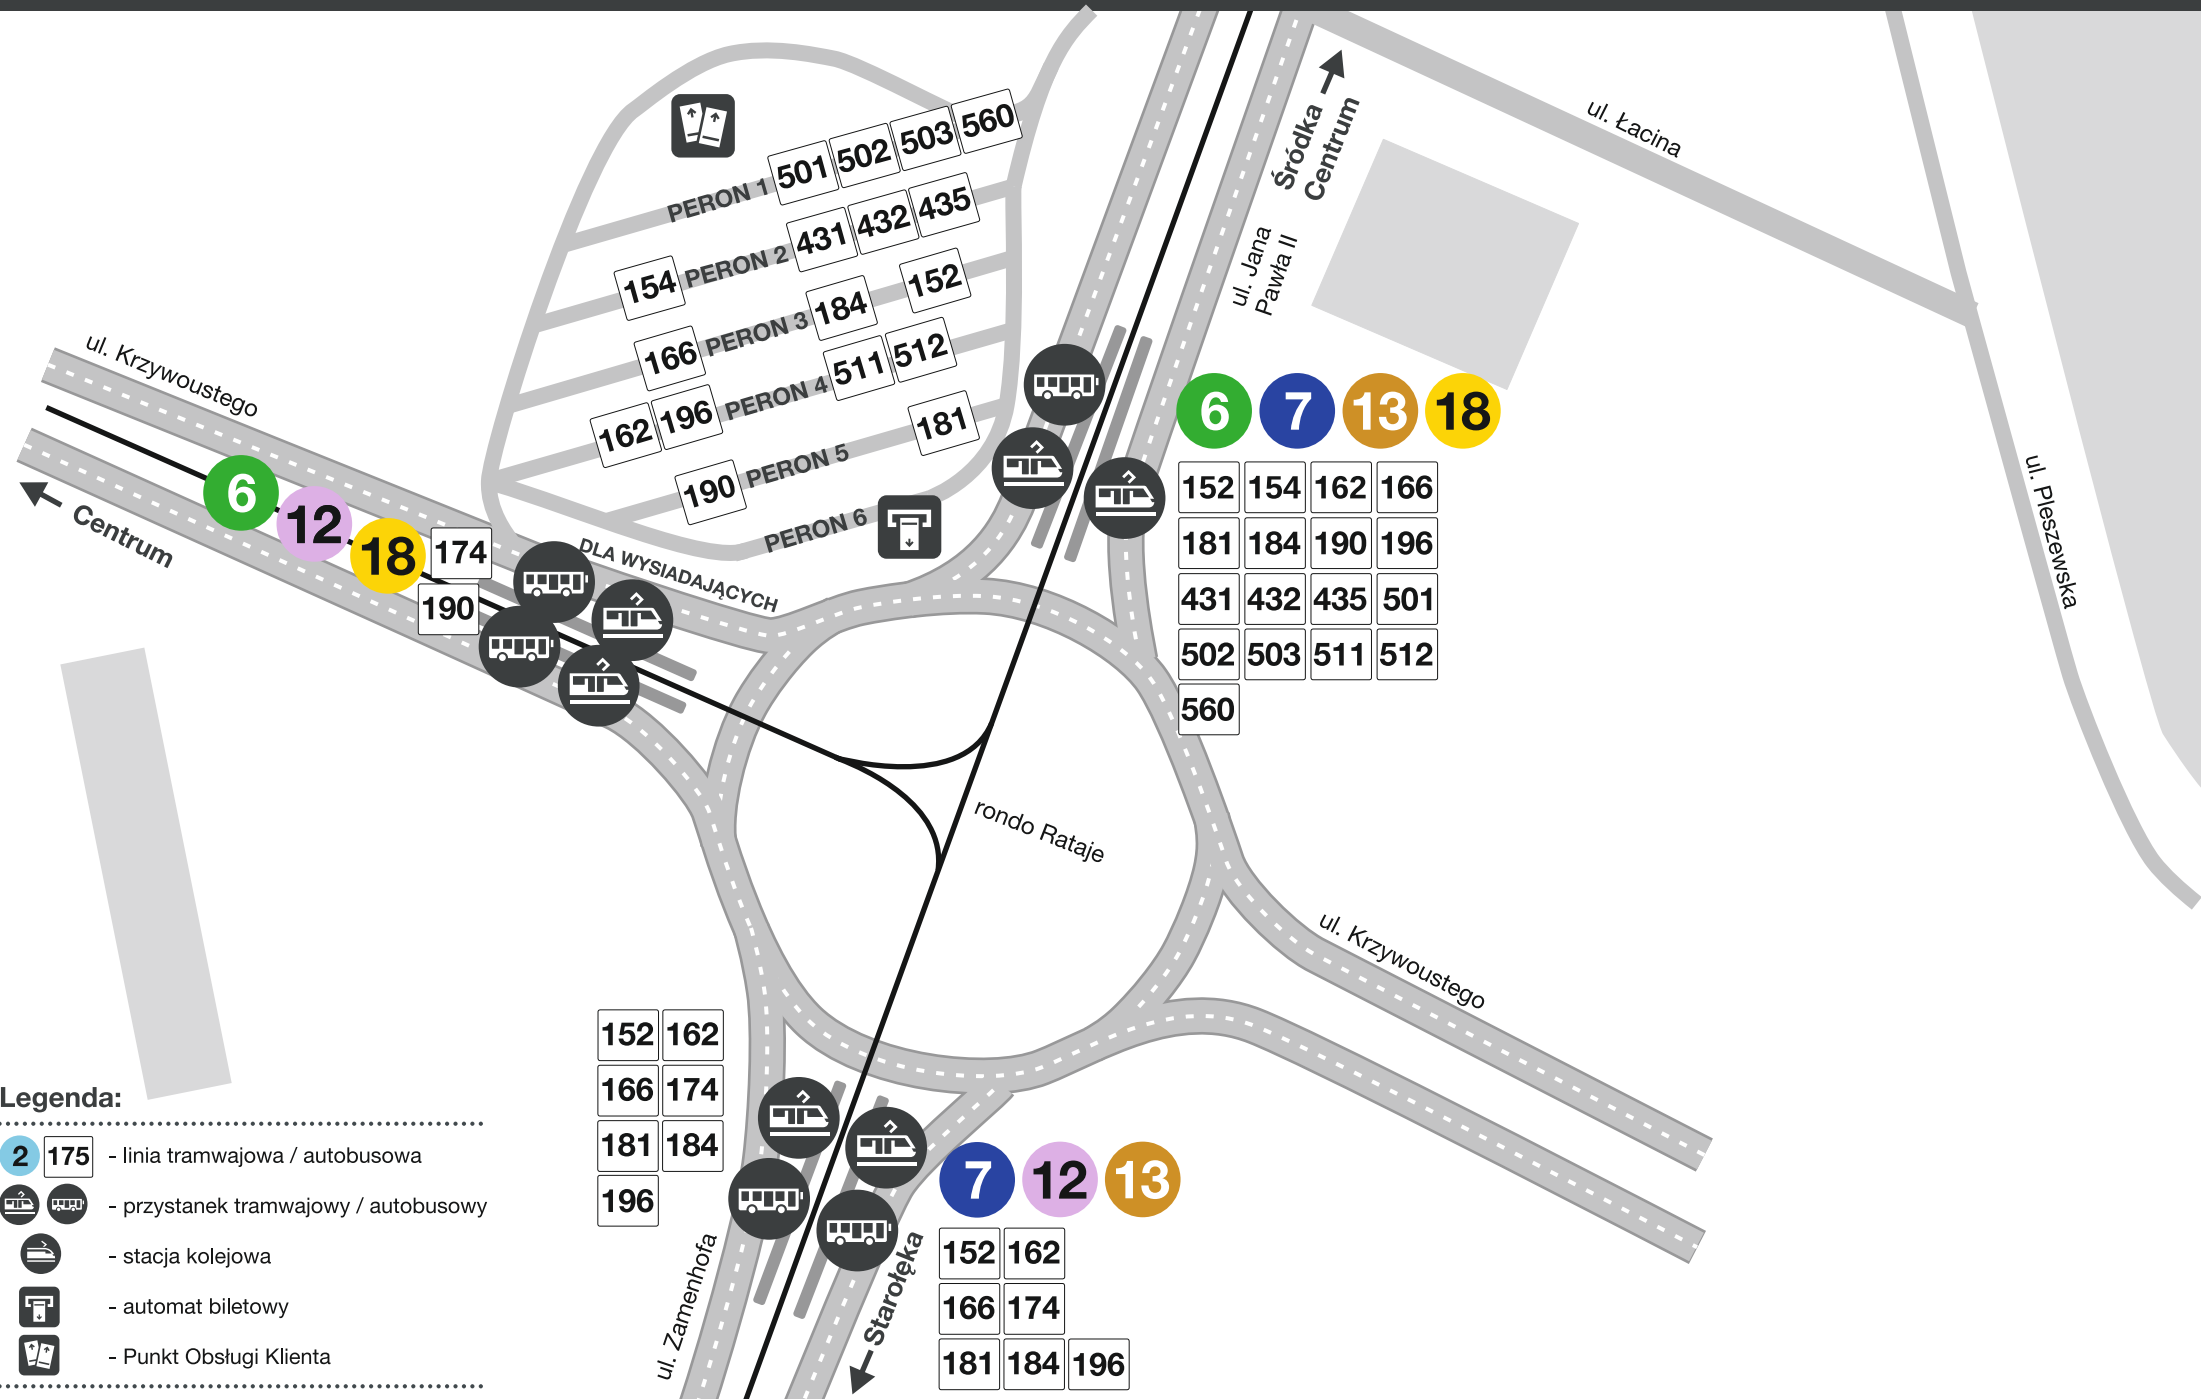 ul. Łacina
Śródka
Centrum
ul. Jana
Pawła II
PERON 1 501 502 503 560
154 PERON 2 431 432 435
166 PERON 3 184 152
162 196 PERON 4 511 512
190 PERON 5 181
PERON 6
DLA WYSIADAJĄCYCH
ul. Krzywoustego
Centrum
6 12 18 174
190
6 7 13 18
152 154 162 166
181 184 190 196
431 432 435 501
502 503 511 512
560
ul. Pleszewska
rondo Rataje
ul. Krzywoustego
152 162
166 174
181 184
196
ul. Zamenhofa
Starołęka
7 12 13
152 162
166 174
181 184 196
Legenda:
2 175 - linia tramwajowa / autobusowa
- przystanek tramwajowy / autobusowy
- stacja kolejowa
- automat biletowy
- Punkt Obsługi Klienta